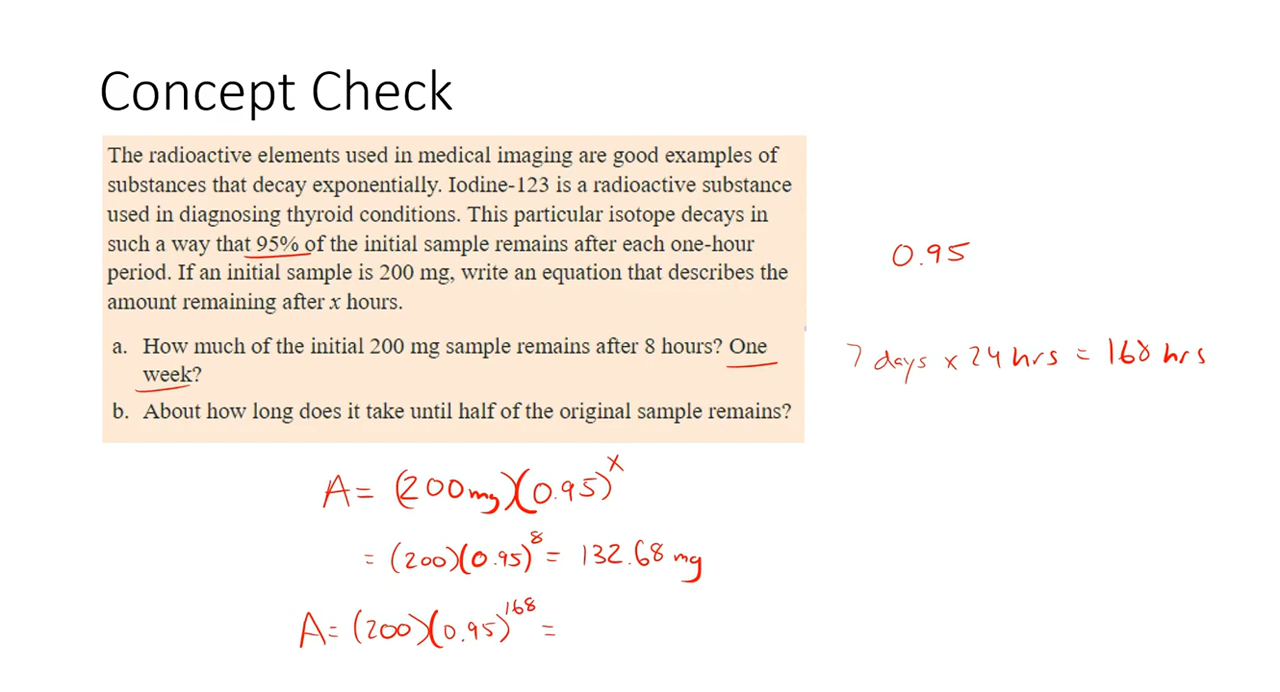 Concept Check
The radioactive elements used in medical imaging are good examples of
substances that decay exponentially. Iodine-123 is a radioactive substance
used in diagnosing thyroid conditions. This particular isotope decays in
such a way that 95% of the initial sample remains after each one-hour
period. If an initial sample is 200 mg, write an equation that describes the
amount remaining after x hours.
a. How much of the initial 200 mg sample remains after 8 hours? One
week?
b. About how long does it take until half of the original sample remains?
0.95
7 days x 24 hrs = 168 hrs
A = (200mg)(0.95)^x
= (200)(0.95)^8 = 132.68 mg
A = (200)(0.95)^168 =